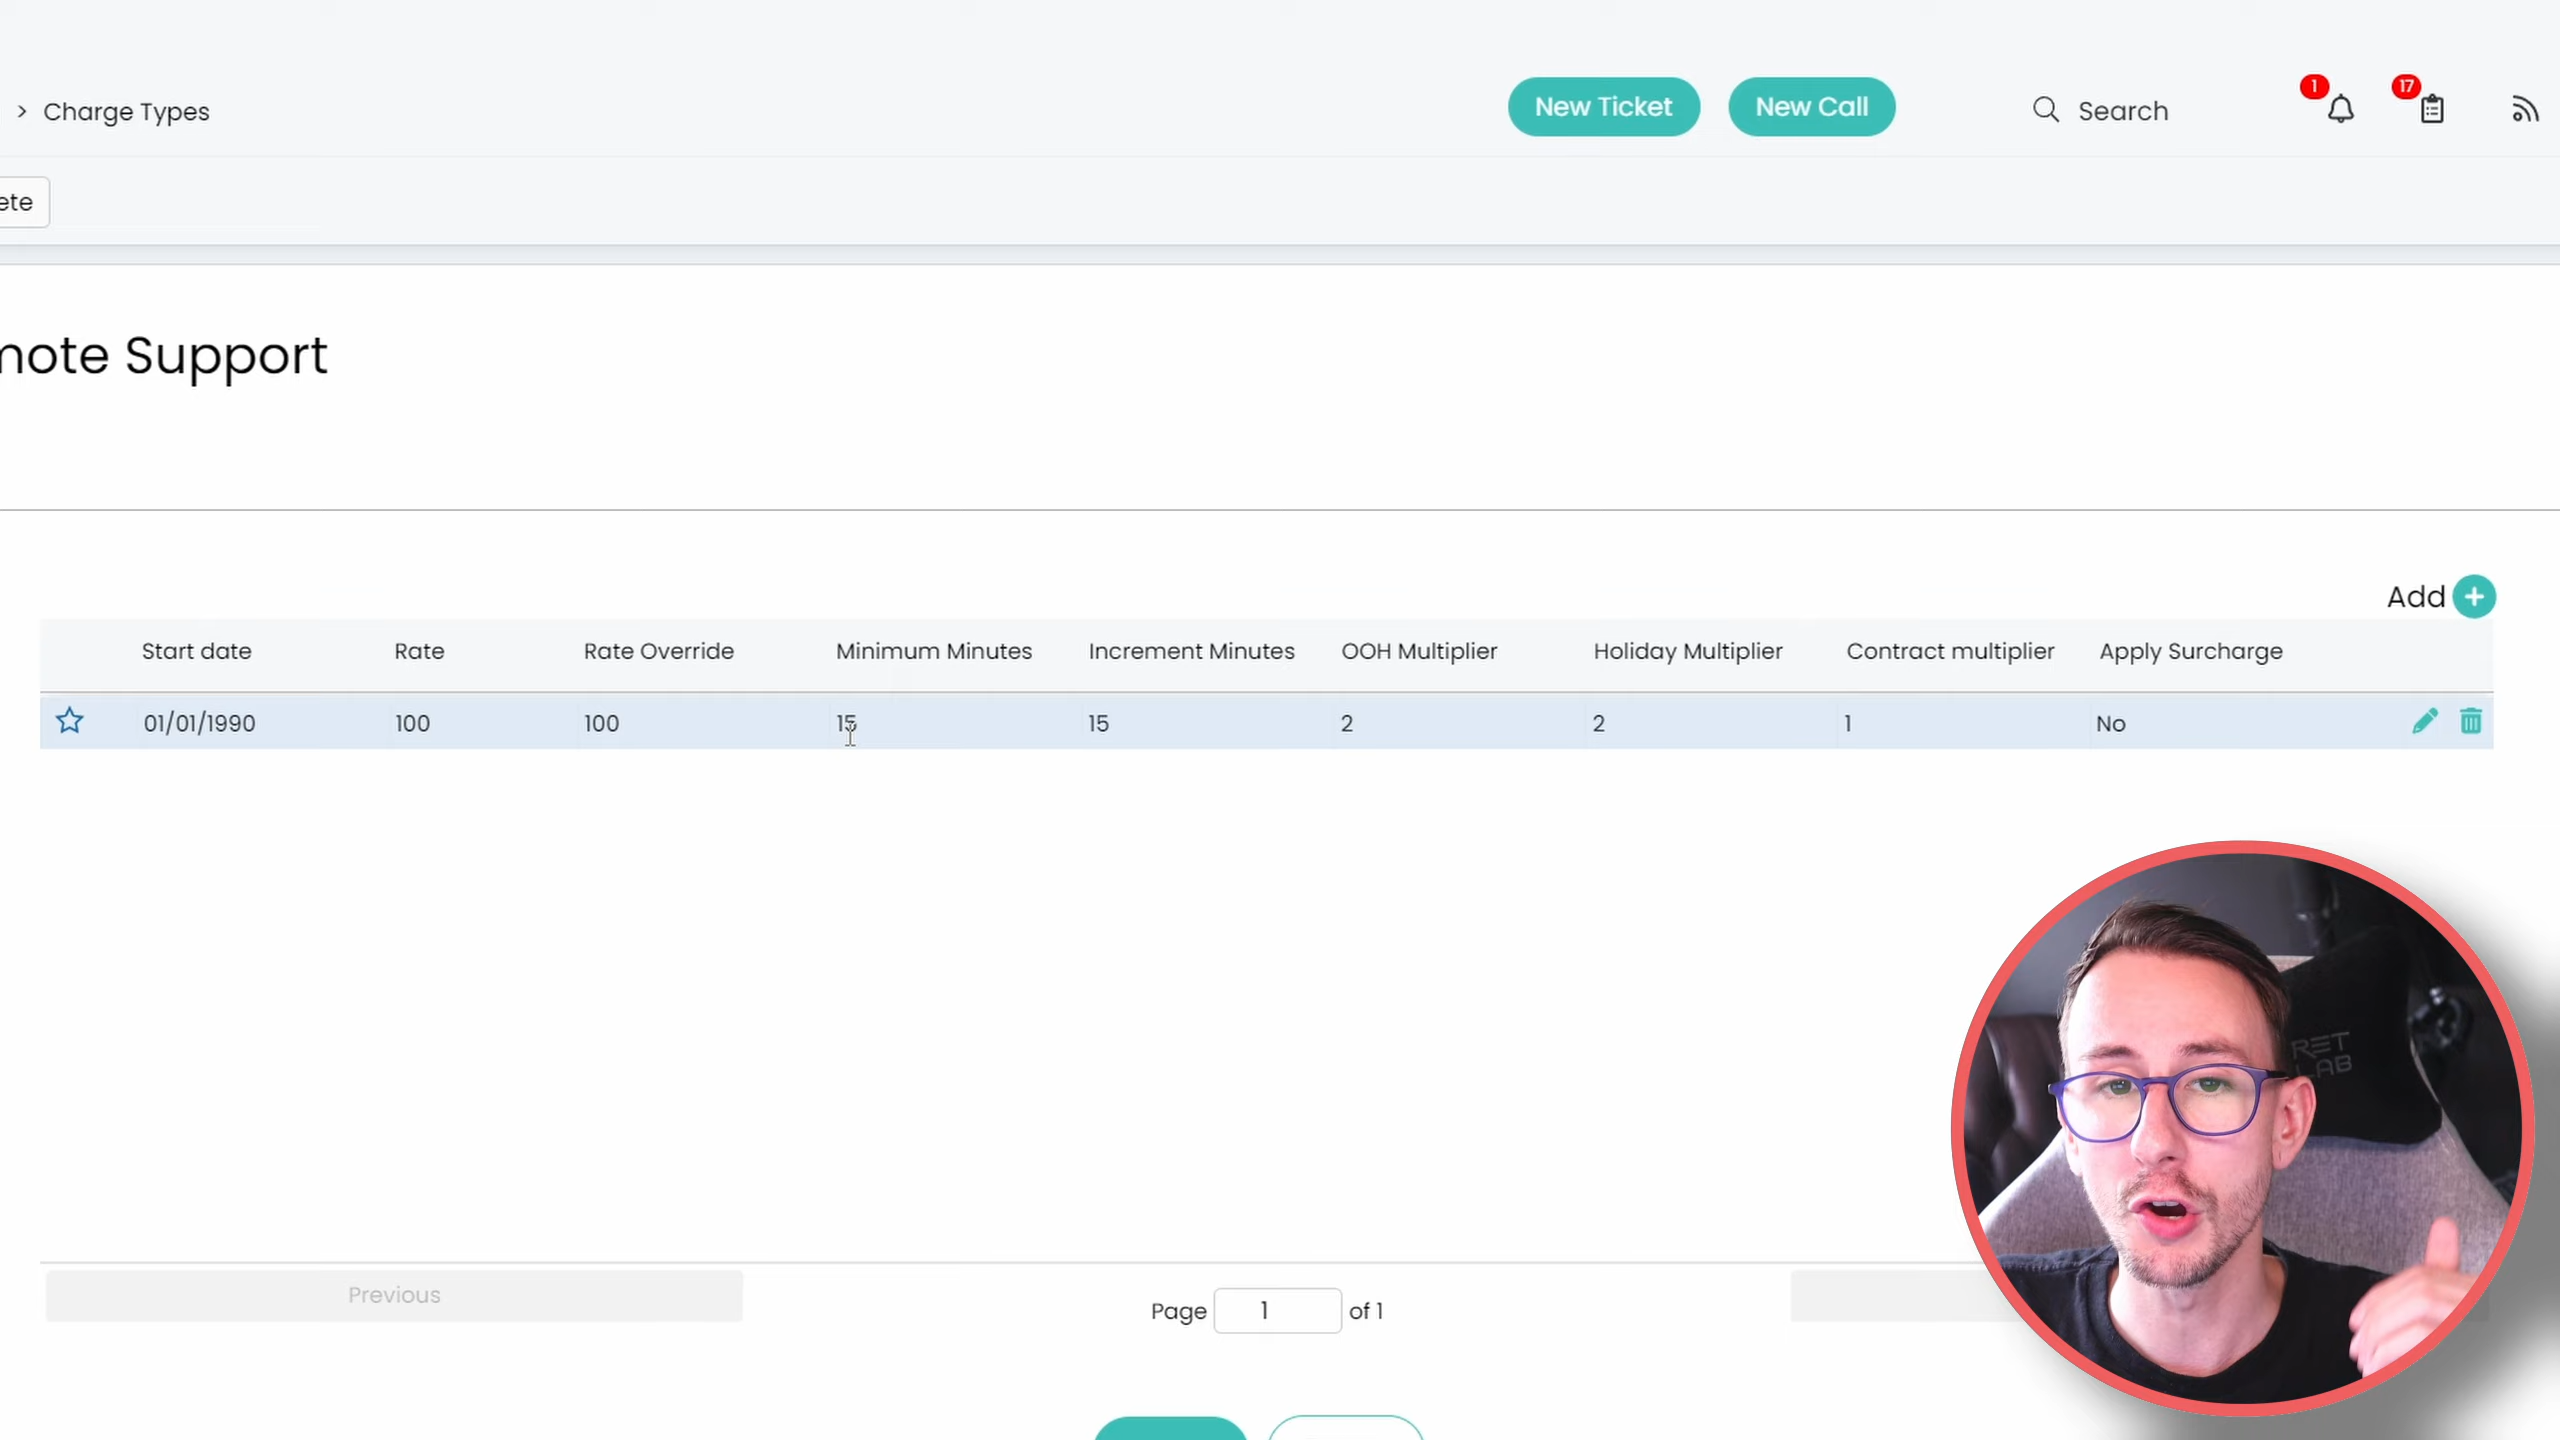 > Charge Types
New Ticket
New Call
Search
1
17
ete
mote Support
Add +
Start date Rate Rate Override Minimum Minutes Increment Minutes OOH Multiplier Holiday Multiplier Contract multiplier Apply Surcharge
01/01/1990 100 100 15 15 2 2 1 No
Previous
Page 1 of 1